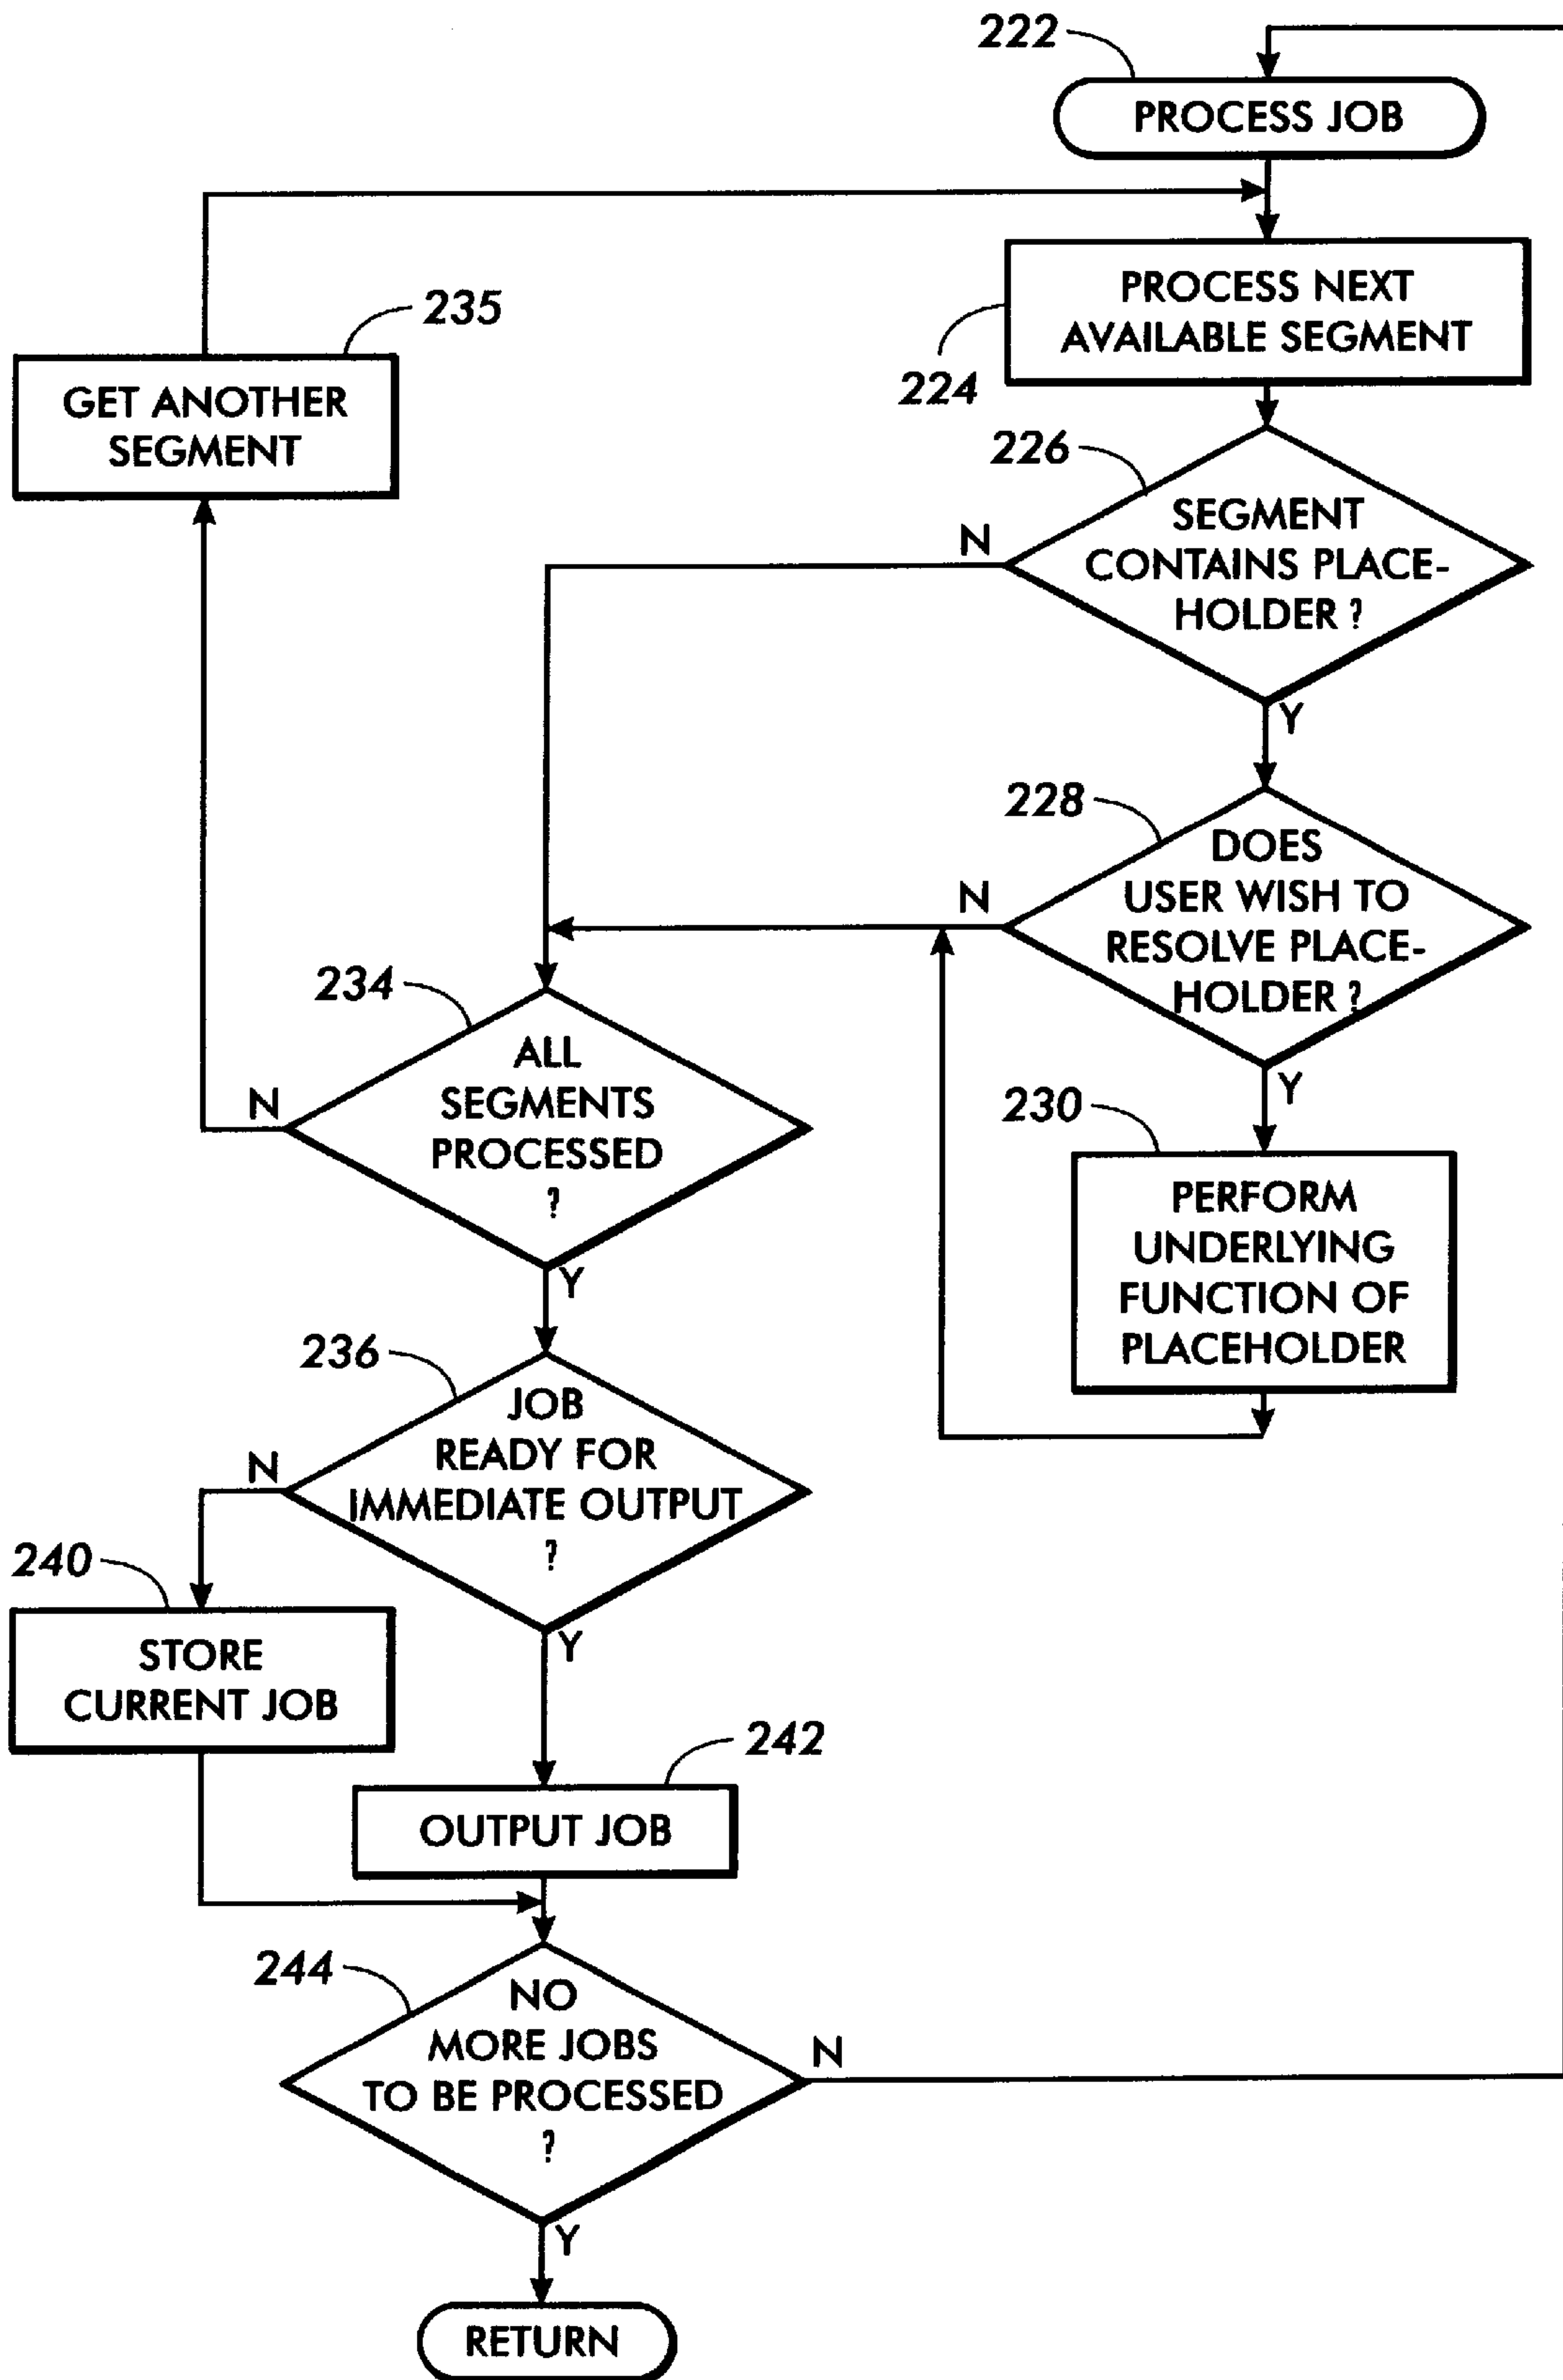 222
PROCESS JOB
PROCESS NEXT
AVAILABLE SEGMENT
224
235
GET ANOTHER
SEGMENT
226
SEGMENT
CONTAINS PLACE-
HOLDER ?
N
Y
228
DOES
USER WISH TO
RESOLVE PLACE-
HOLDER ?
N
Y
230
PERFORM
UNDERLYING
FUNCTION OF
PLACEHOLDER
234
ALL
SEGMENTS
PROCESSED
?
N
Y
236
JOB
READY FOR
IMMEDIATE OUTPUT
?
N
Y
240
STORE
CURRENT JOB
242
OUTPUT JOB
244
NO
MORE JOBS
TO BE PROCESSED
?
N
Y
RETURN